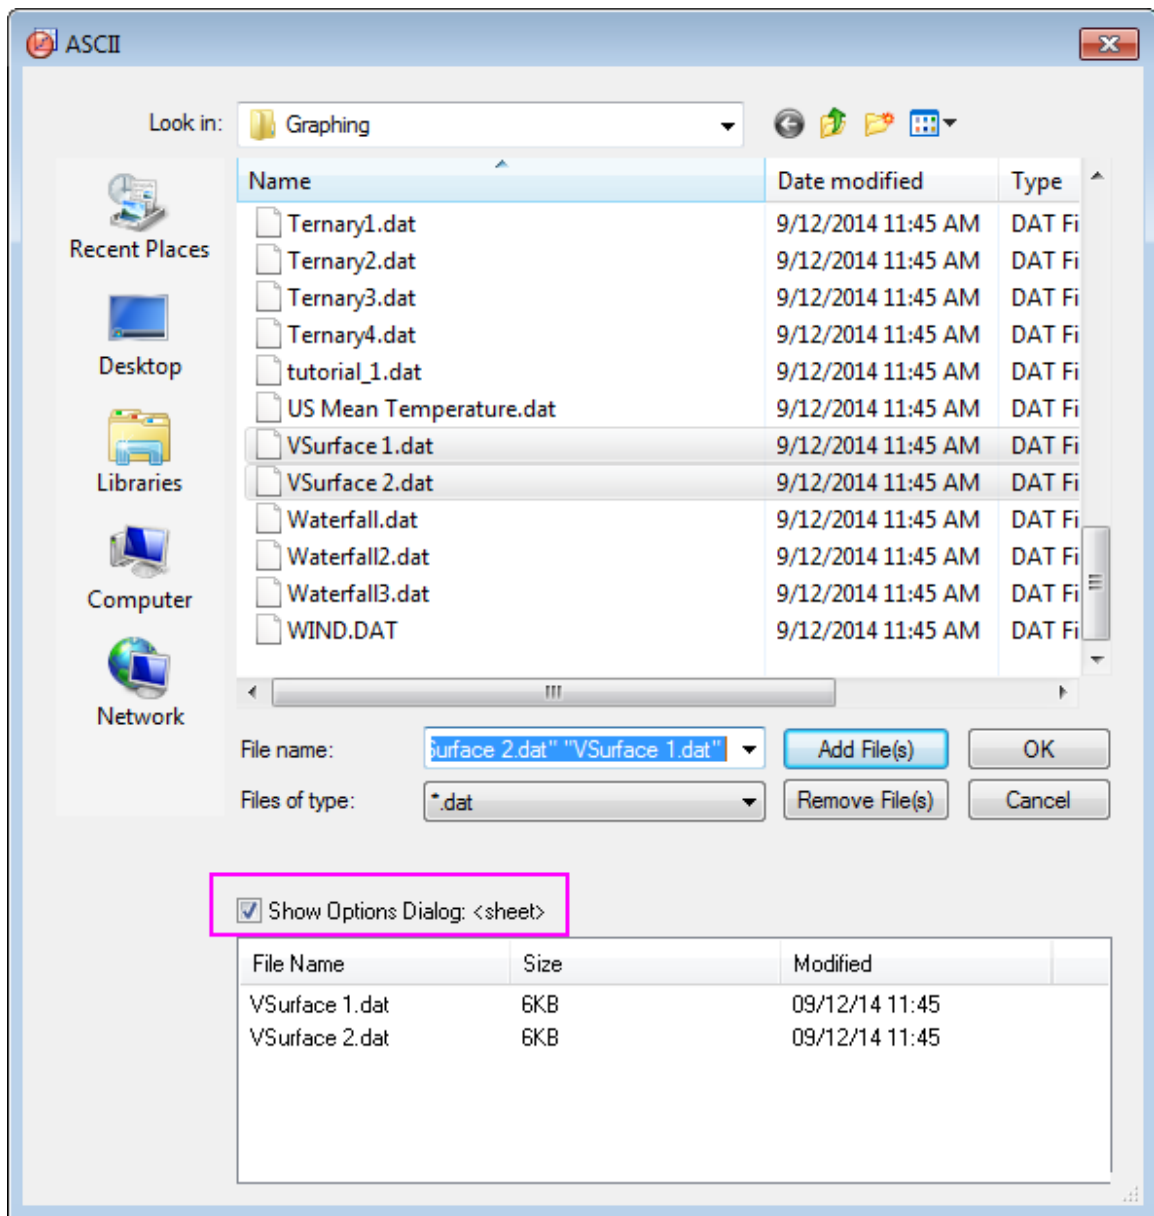 ASCII
Look in: Graphing
Name Date modified Type
Ternary1.dat 9/12/2014 11:45 AM DAT Fi
Ternary2.dat 9/12/2014 11:45 AM DAT Fi
Ternary3.dat 9/12/2014 11:45 AM DAT Fi
Ternary4.dat 9/12/2014 11:45 AM DAT Fi
tutorial_1.dat 9/12/2014 11:45 AM DAT Fi
US Mean Temperature.dat 9/12/2014 11:45 AM DAT Fi
VSurface 1.dat 9/12/2014 11:45 AM DAT Fi
VSurface 2.dat 9/12/2014 11:45 AM DAT Fi
Waterfall.dat 9/12/2014 11:45 AM DAT Fi
Waterfall2.dat 9/12/2014 11:45 AM DAT Fi
Waterfall3.dat 9/12/2014 11:45 AM DAT Fi
WIND.DAT 9/12/2014 11:45 AM DAT Fi
Recent Places
Desktop
Libraries
Computer
Network
File name: Surface 2.dat" "VSurface 1.dat" Add File(s) OK
Files of type: *.dat Remove File(s) Cancel
Show Options Dialog: <sheet>
File Name Size Modified
VSurface 1.dat 6KB 09/12/14 11:45
VSurface 2.dat 6KB 09/12/14 11:45